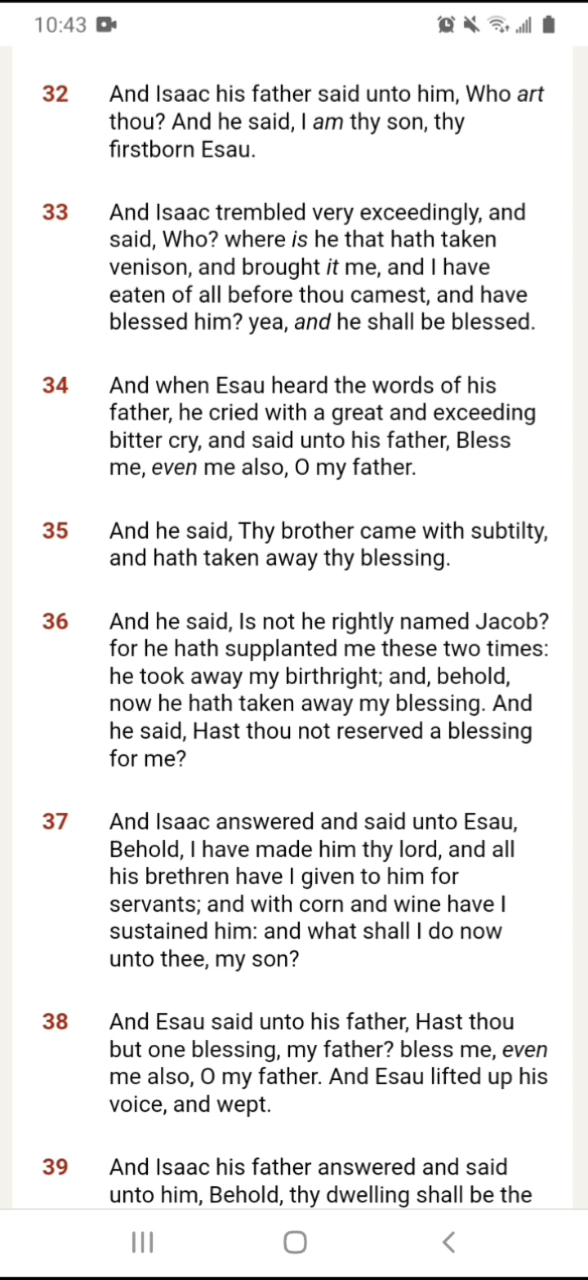 10:43
32 And Isaac his father said unto him, Who art
thou? And he said, I am thy son, thy
firstborn Esau.
33 And Isaac trembled very exceedingly, and
said, Who? where is he that hath taken
venison, and brought it me, and I have
eaten of all before thou camest, and have
blessed him? yea, and he shall be blessed.
34 And when Esau heard the words of his
father, he cried with a great and exceeding
bitter cry, and said unto his father, Bless
me, even me also, O my father.
35 And he said, Thy brother came with subtilty,
and hath taken away thy blessing.
36 And he said, Is not he rightly named Jacob?
for he hath supplanted me these two times:
he took away my birthright; and, behold,
now he hath taken away my blessing. And
he said, Hast thou not reserved a blessing
for me?
37 And Isaac answered and said unto Esau,
Behold, I have made him thy lord, and all
his brethren have I given to him for
servants; and with corn and wine have I
sustained him: and what shall I do now
unto thee, my son?
38 And Esau said unto his father, Hast thou
but one blessing, my father? bless me, even
me also, O my father. And Esau lifted up his
voice, and wept.
39 And Isaac his father answered and said
unto him, Behold, thy dwelling shall be the